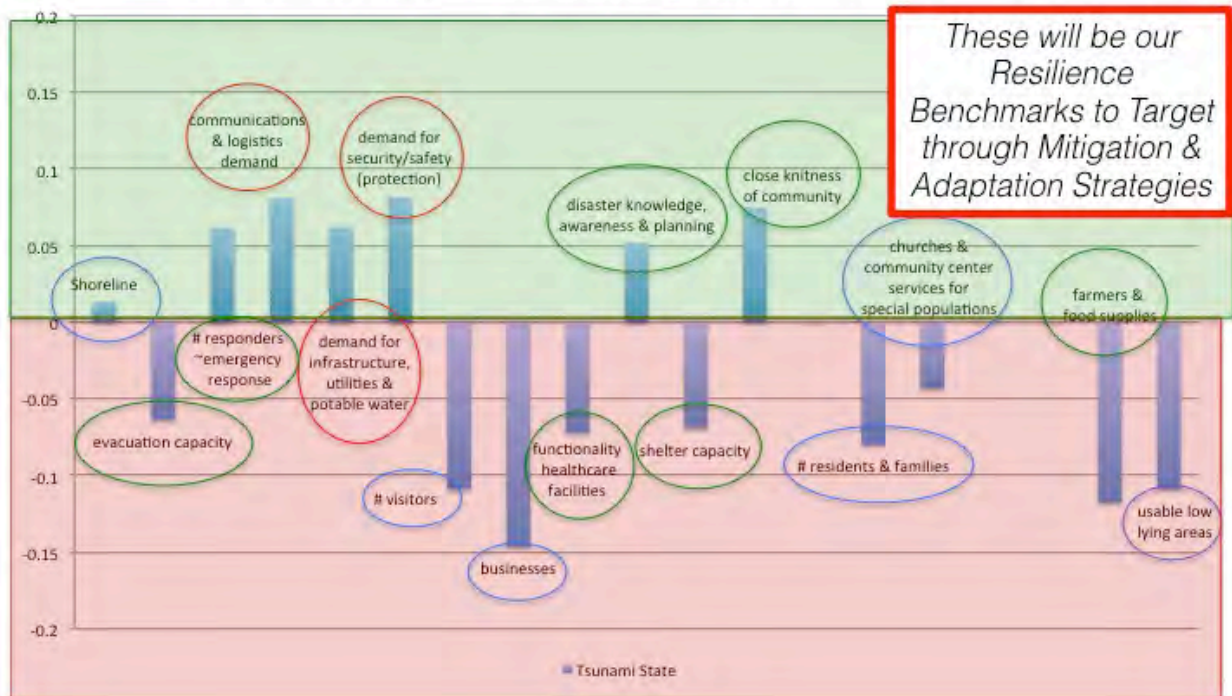 0.2
0.15
0.1
0.05
0
-0.05
-0.1
-0.15
-0.2
These will be our
Resilience
Benchmarks to Target
through Mitigation &
Adaptation Strategies
communications
& logistics
demand
demand for
security/safety
(protection)
disaster knowledge,
awareness & planning
close knitness
of community
churches &
community center
services for
special populations
Shoreline
farmers &
food supplies
# responders
~emergency
response
demand for
infrastructure,
utilities &
potable water
evacuation capacity
functionality
healthcare
facilities
shelter capacity
# residents & families
# visitors
businesses
usable low
lying areas
Tsunami State